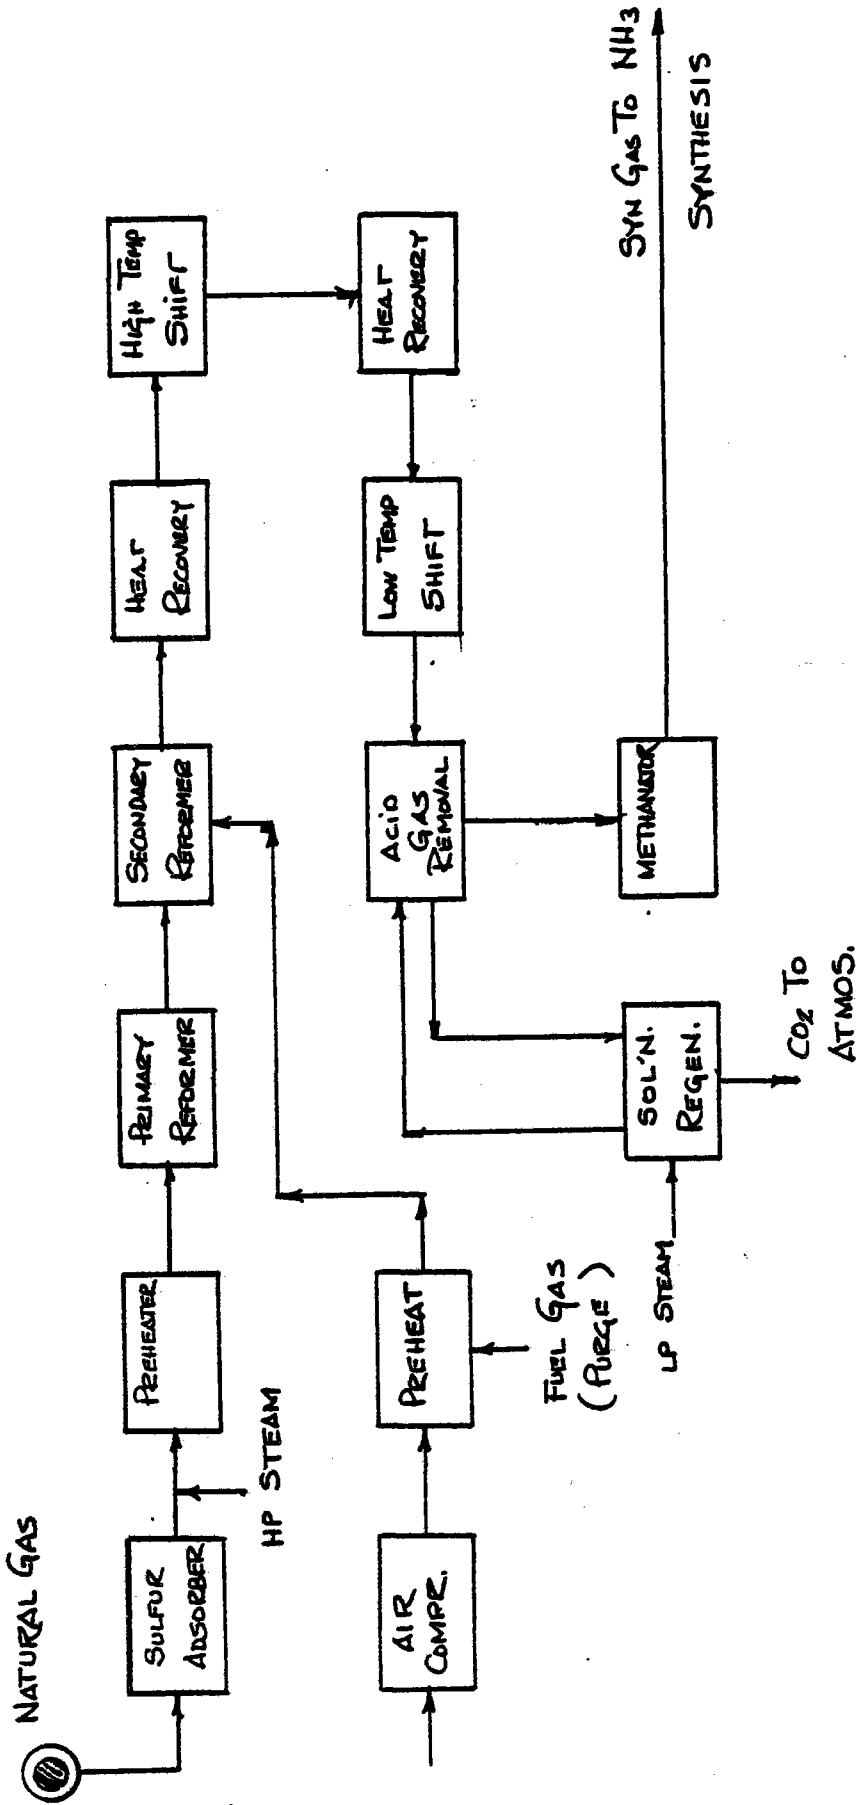 NATURAL GAS
SULFUR
ADSORBER
HP STEAM
PREHEATER
PRIMARY
REFORMER
SECONDARY
REFORMER
HEAT
RECOVERY
HIGH TEMP
SHIFT
AIR
COMPR.
PREHEAT
FUEL GAS
(PURGE)
ACID
GAS
REMOVAL
LOW TEMP
SHIFT
HEAT
RECOVERY
LP STEAM
SOL'N.
REGEN.
CO2 TO
ATMOS.
METHANATOR
SYN GAS TO NH3
SYNTHESIS